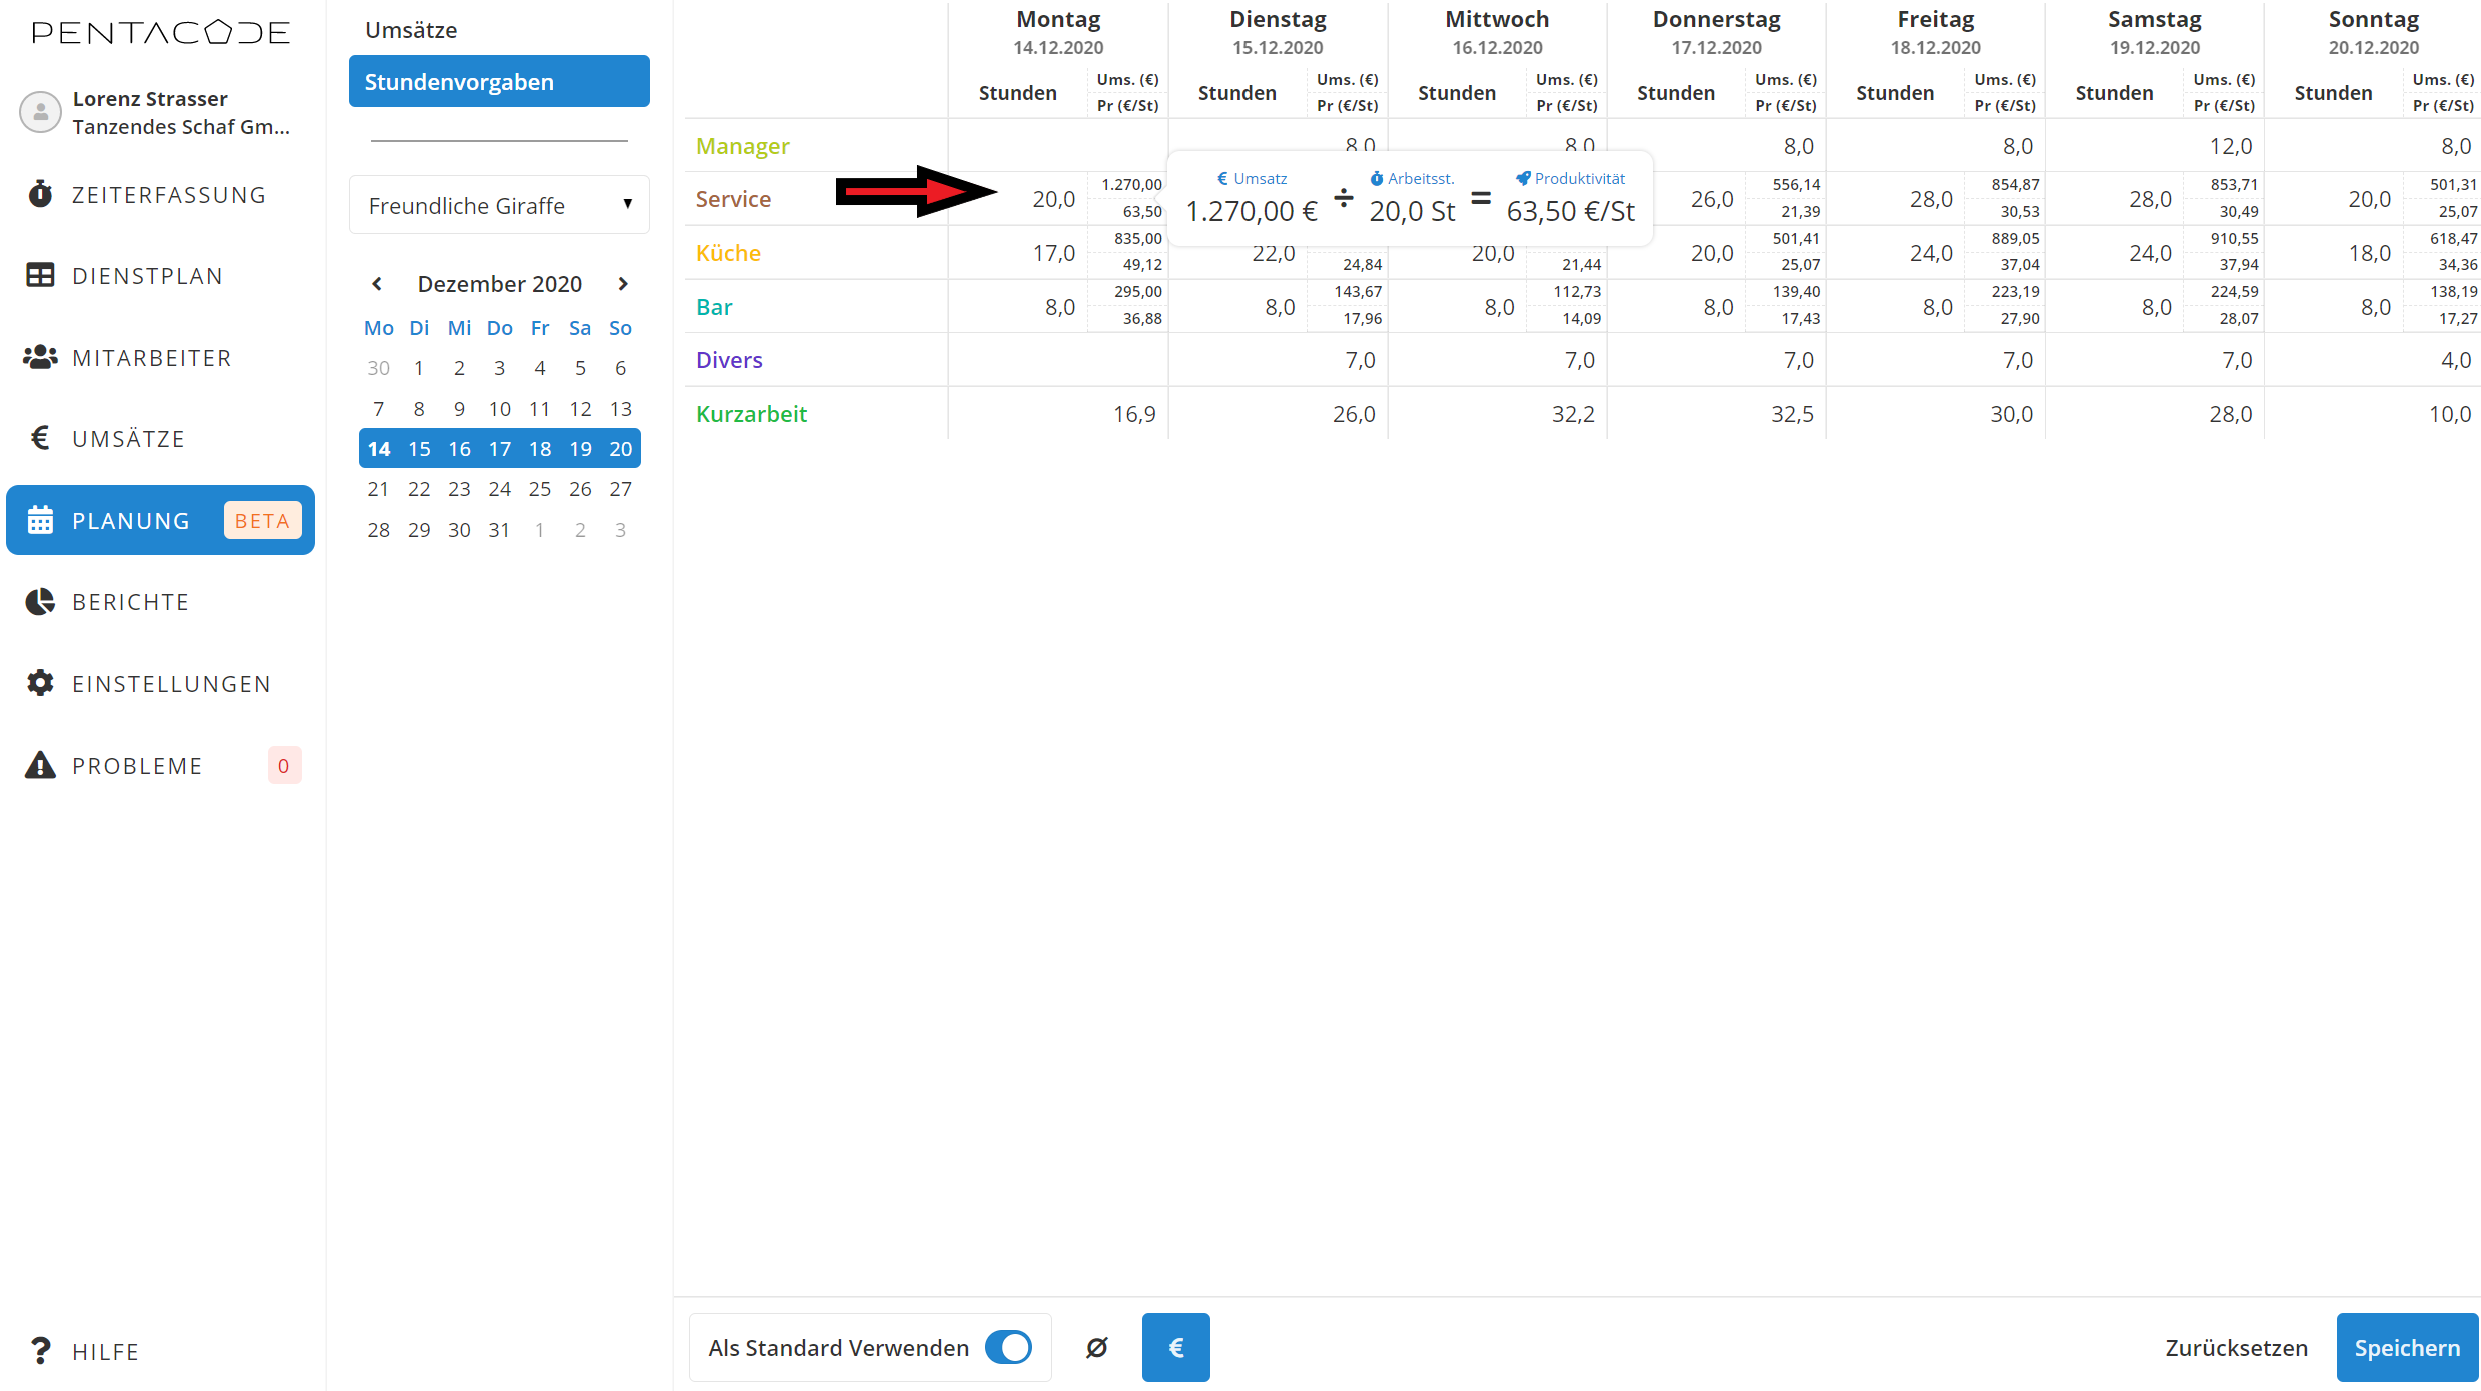 PENTACODE
Lorenz Strasser
Tanzendes Schaf Gm...
ZEITERFASSUNG
DIENSTPLAN
MITARBEITER
UMSÄTZE
PLANUNG BETA
BERICHTE
EINSTELLUNGEN
PROBLEME 0
HILFE
Umsätze
Stundenvorgaben
Freundliche Giraffe ▼
Dezember 2020
Mo Di Mi Do Fr Sa So
30 1 2 3 4 5 6
7 8 9 10 11 12 13
14 15 16 17 18 19 20
21 22 23 24 25 26 27
28 29 30 31 1 2 3
Montag Dienstag Mittwoch Donnerstag Freitag Samstag Sonntag
14.12.2020 15.12.2020 16.12.2020 17.12.2020 18.12.2020 19.12.2020 20.12.2020
Ums. (€) Ums. (€) Ums. (€) Ums. (€) Ums. (€) Ums. (€) Ums. (€)
Stunden Stunden Stunden Stunden Stunden Stunden Stunden
Pr (€/St) Pr (€/St) Pr (€/St) Pr (€/St) Pr (€/St) Pr (€/St) Pr (€/St)
Manager 8,0 8,0 8,0 8,0 12,0 8,0
1.270,00 556,14 854,87 853,71 501,31
Service 20,0 26,0 28,0 28,0 20,0
63,50 21,39 30,53 30,49 25,07
€ Umsatz Arbeitsst. Produktivität
1.270,00 € ÷ 20,0 St = 63,50 €/St
835,00 501,41 889,05 910,55 618,47
Küche 17,0 22,0 20,0 20,0 24,0 24,0 18,0
49,12 24,84 21,44 25,07 37,04 37,94 34,36
295,00 143,67 112,73 139,40 223,19 224,59 138,19
Bar 8,0 8,0 8,0 8,0 8,0 8,0 8,0
36,88 17,96 14,09 17,43 27,90 28,07 17,27
Divers 7,0 7,0 7,0 7,0 7,0 4,0
Kurzarbeit 16,9 26,0 32,2 32,5 30,0 28,0 10,0
Als Standard Verwenden Ø €
Zurücksetzen Speichern